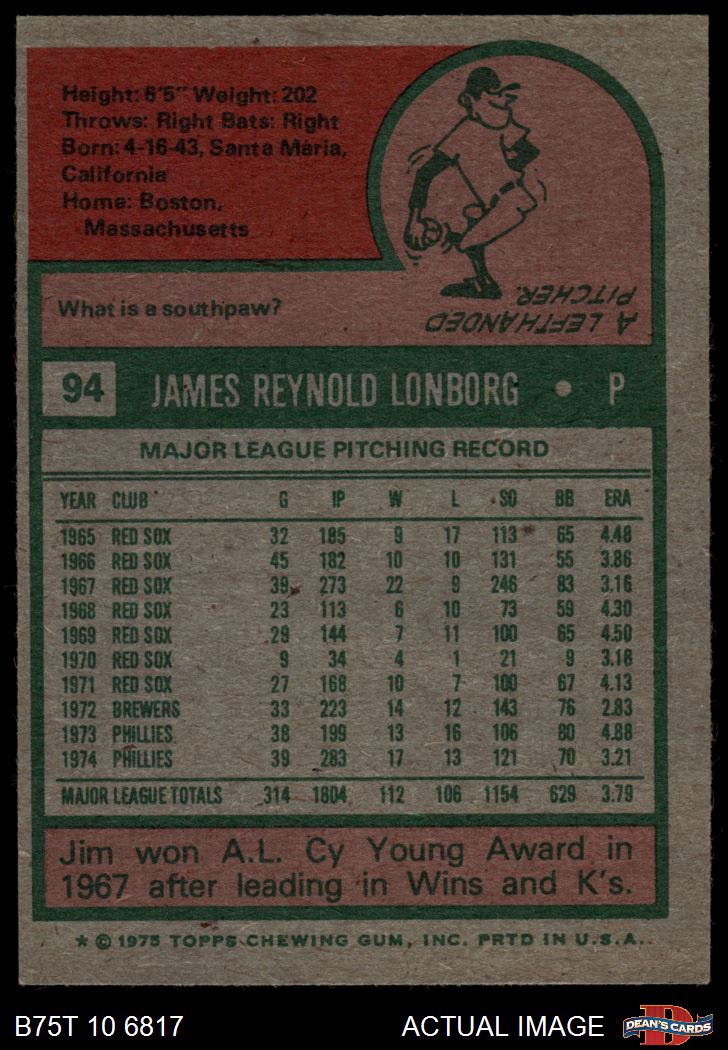 Height: 6'5" Weight: 202
Throws: Right Bats: Right
Born: 4-16-43, Santa Maria,
California
Home: Boston,
Massachusetts
What is a southpaw?
A LEFTHANDED
PITCHER.
94 JAMES REYNOLD LONBORG • P
MAJOR LEAGUE PITCHING RECORD
YEAR CLUB G IP W L SO BB ERA
1965 RED SOX 32 185 9 17 113 65 4.48
1966 RED SOX 45 182 10 10 131 55 3.86
1967 RED SOX 39 273 22 9 246 83 3.16
1968 RED SOX 23 113 6 10 73 59 4.30
1969 RED SOX 29 144 7 11 100 65 4.50
1970 RED SOX 9 34 4 1 21 9 3.18
1971 RED SOX 27 168 10 7 100 67 4.13
1972 BREWERS 33 223 14 12 143 76 2.83
1973 PHILLIES 38 199 13 16 106 80 4.88
1974 PHILLIES 39 283 17 13 121 70 3.21
MAJOR LEAGUE TOTALS 314 1804 112 106 1154 629 3.79
Jim won A.L. Cy Young Award in
1967 after leading in Wins and K's.
* © 1975 TOPPS CHEWING GUM, INC. PRTD IN U.S.A.
B75T 10 6817 ACTUAL IMAGE D DEAN'S CARDS